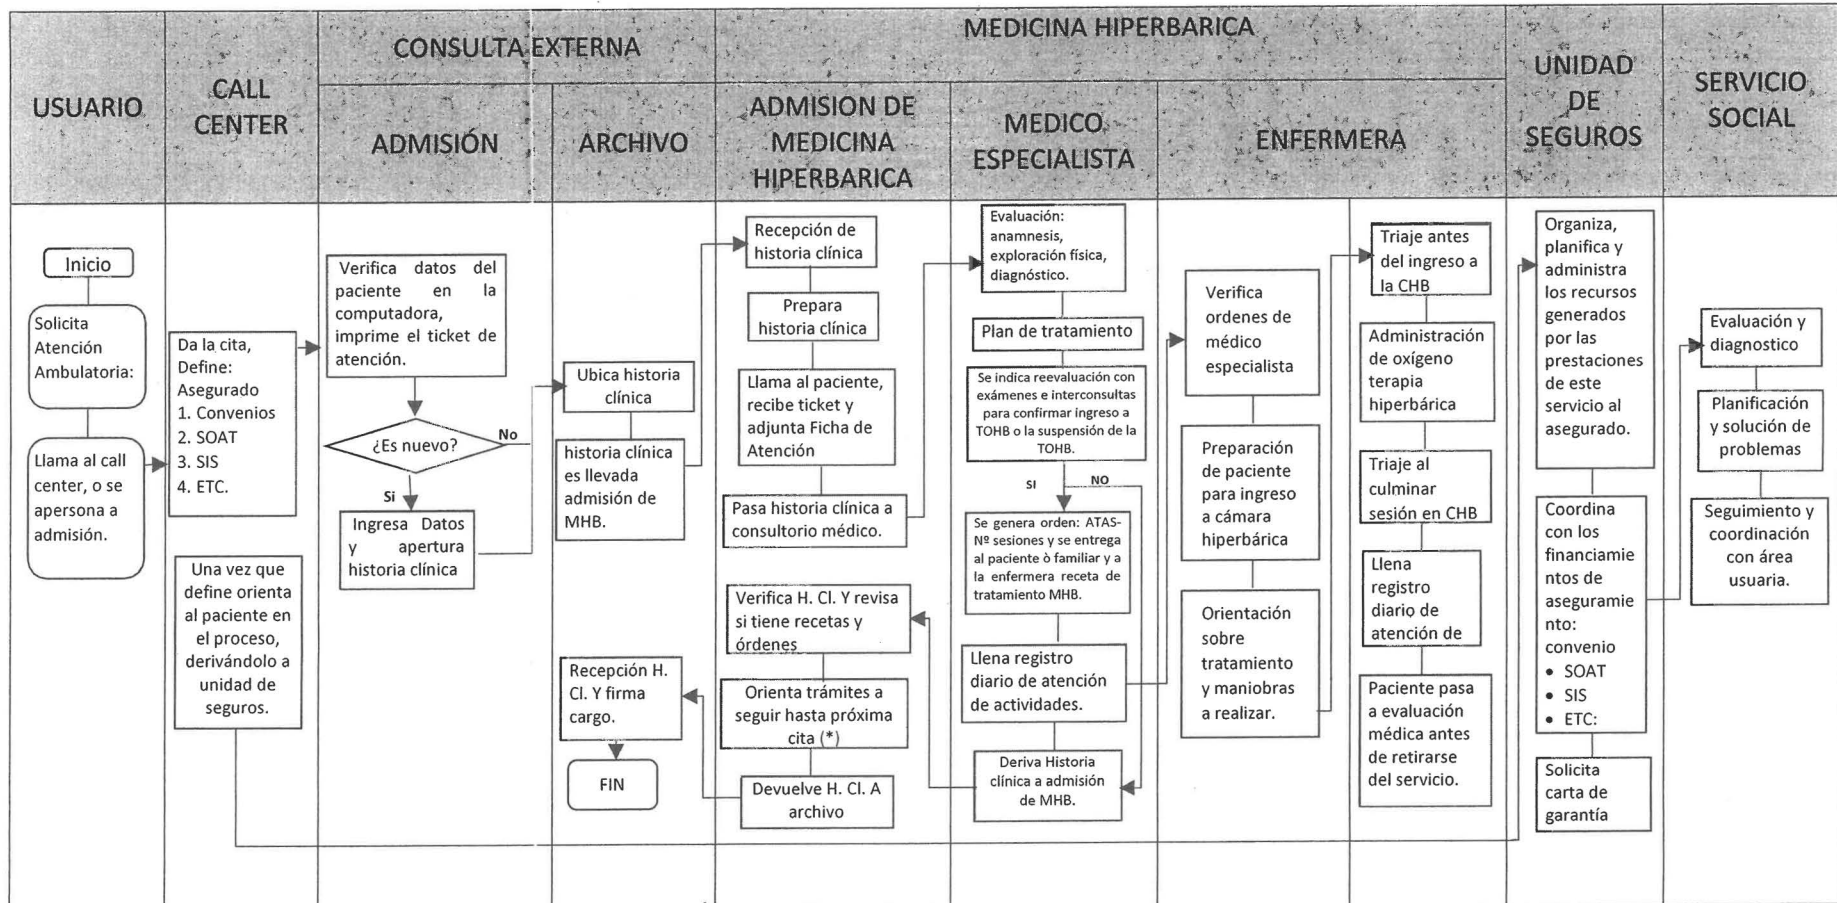 USUARIO
CALL
CENTER
CONSULTA EXTERNA
ADMISIÓN
ARCHIVO
MEDICINA HIPERBARICA
ADMISION DE
MEDICINA
HIPERBARICA
MEDICO
ESPECIALISTA
ENFERMERA
UNIDAD
DE
SEGUROS
SERVICIO
SOCIAL
Inicio
Solicita
Atención
Ambulatoria:
Llama al call
center, o se
apersona a
admisión.
Da la cita,
Define:
Asegurado
1. Convenios
2. SOAT
3. SIS
4. ETC.
Una vez que
define orienta
al paciente en
el proceso,
derivándolo a
unidad de
seguros.
Verifica datos del
paciente en la
computadora,
imprime el ticket de
atención.
¿Es nuevo?
No
Si
Ingresa Datos
y apertura
historia clínica
Ubica historia
clínica
historia clínica
es llevada
admisión de
MHB.
Recepción H.
Cl. Y firma
cargo.
FIN
Recepción de
historia clínica
Prepara
historia clínica
Llama al paciente,
recibe ticket y
adjunta Ficha de
Atención
Pasa historia clínica a
consultorio médico.
Verifica H. Cl. Y revisa
si tiene recetas y
órdenes
Orienta trámites a
seguir hasta próxima
cita (*)
Devuelve H. Cl. A
archivo
Evaluación:
anamnesis,
exploración física,
diagnóstico.
Plan de tratamiento
Se indica reevaluación con
exámenes e interconsultas
para confirmar ingreso a
TOHB o la suspensión de la
TOHB.
SI
NO
Se genera orden: ATAS-
Nº sesiones y se entrega
al paciente ò familiar y a
la enfermera receta de
tratamiento MHB.
Llena registro
diario de atención
de actividades.
Deriva Historia
clínica a admisión
de MHB.
Verifica
ordenes de
médico
especialista
Preparación
de paciente
para ingreso
a cámara
hiperbárica
Orientación
sobre
tratamiento
y maniobras
a realizar.
Triaje antes
del ingreso a
la CHB
Administración
de oxígeno
terapia
hiperbárica
Triaje al
culminar
sesión en CHB
Llena
registro
diario de
atención de
Paciente pasa
a evaluación
médica antes
de retirarse
del servicio.
Organiza,
planifica y
administra
los recursos
generados
por las
prestaciones
de este
servicio al
asegurado.
Coordina
con los
financiamie
ntos de
aseguramie
nto:
convenio
• SOAT
• SIS
• ETC:
Solicita
carta de
garantía
Evaluación y
diagnostico
Planificación
y solución de
problemas
Seguimiento y
coordinación
con área
usuaria.